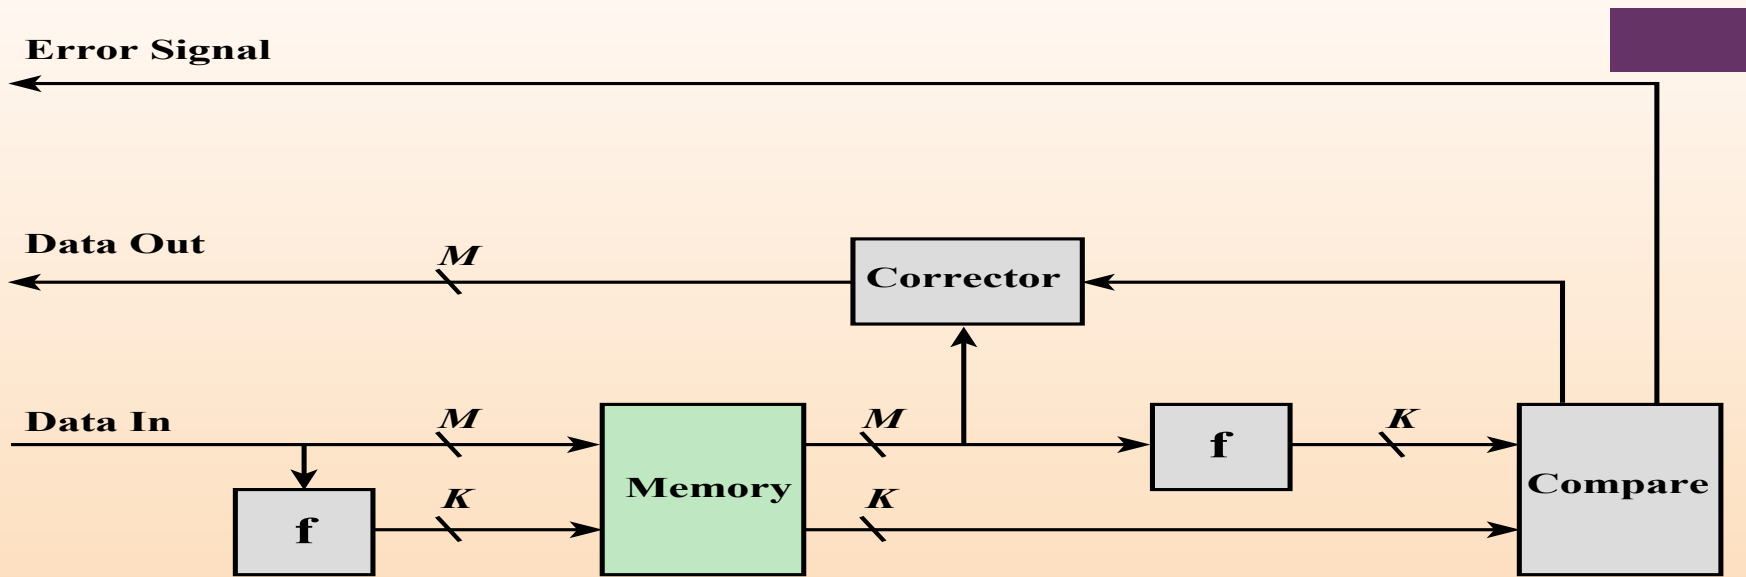 Error Signal
Data Out
M
Corrector
Data In
M
M
f
K
f
K
Memory
K
Compare